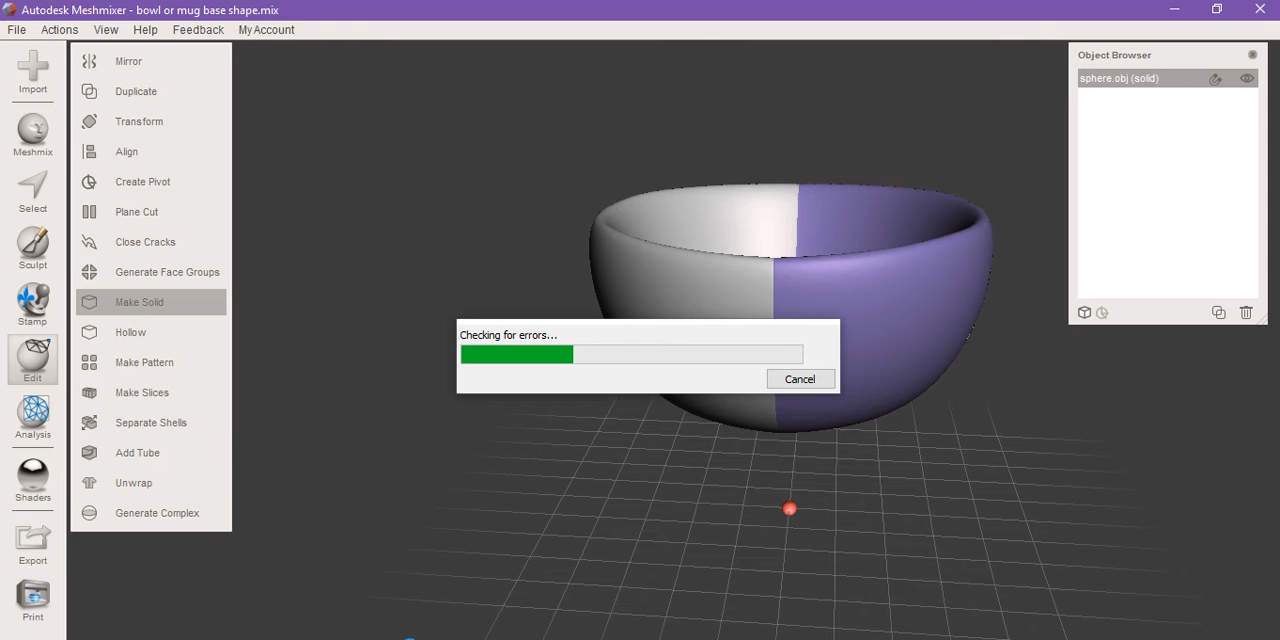 Autodesk Meshmixer - bowl or mug base shape.mix
File Actions View Help Feedback My Account
Import
Meshmix
Select
Sculpt
Stamp
Edit
Analysis
Shaders
Export
Print
Mirror
Duplicate
Transform
Align
Create Pivot
Plane Cut
Close Cracks
Generate Face Groups
Make Solid
Hollow
Make Pattern
Make Slices
Separate Shells
Add Tube
Unwrap
Generate Complex
Checking for errors...
Cancel
Object Browser
sphere.obj (solid)